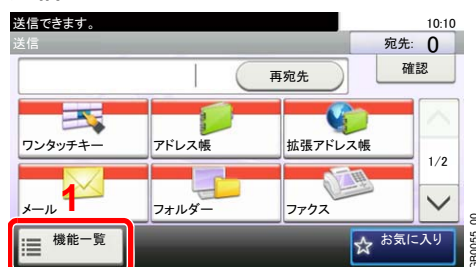 送信できます。 10:10
送信 宛先: 0
再宛先 確認
ワンタッチキー アドレス帳 拡張アドレス帳
1/2
メール フォルダー ファクス
1
機能一覧 お気に入り